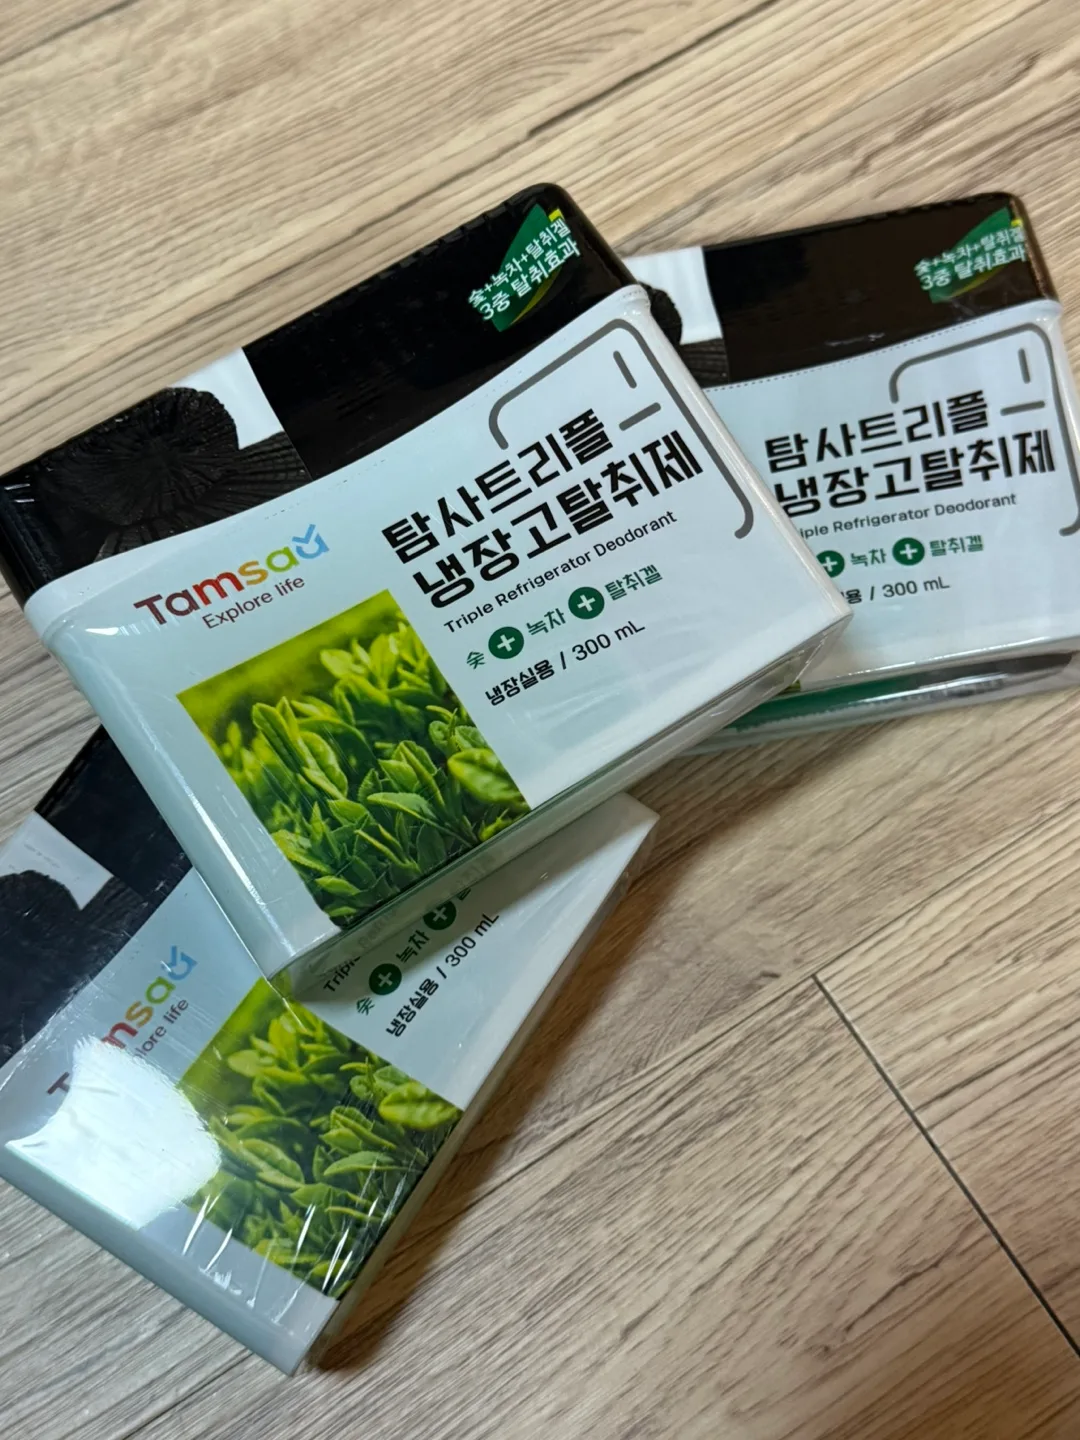 숯+녹차+탈취겔
3중 탈취효과
탐사트리플
냉장고탈취제
Triple Refrigerator Deodorant
숯 + 녹차 + 탈취겔
냉장실용 / 300 mL
Tamsaa
Explore life
숯+녹차+탈취겔
3중 탈취효과
탐사트리플
냉장고탈취제
Refrigerator Deodorant
+ 녹차 + 탈취겔
/ 300 mL
숯 + 녹차 +
냉장실용 / 300 mL
life